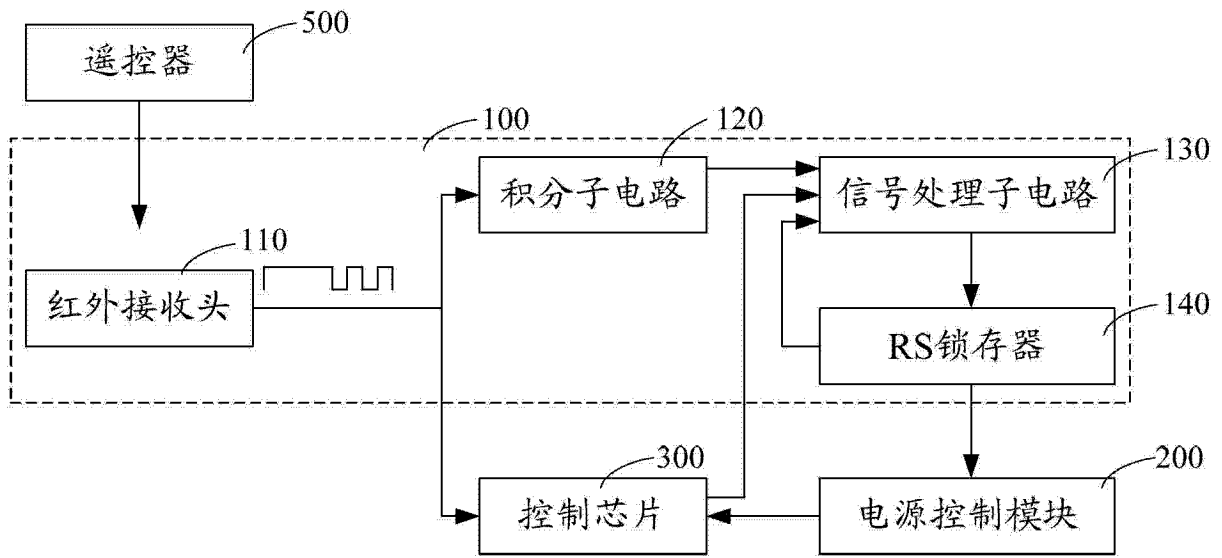 500
遥控器
100
120
130
积分子电路
信号处理子电路
110
红外接收头
140
RS锁存器
300
200
控制芯片
电源控制模块